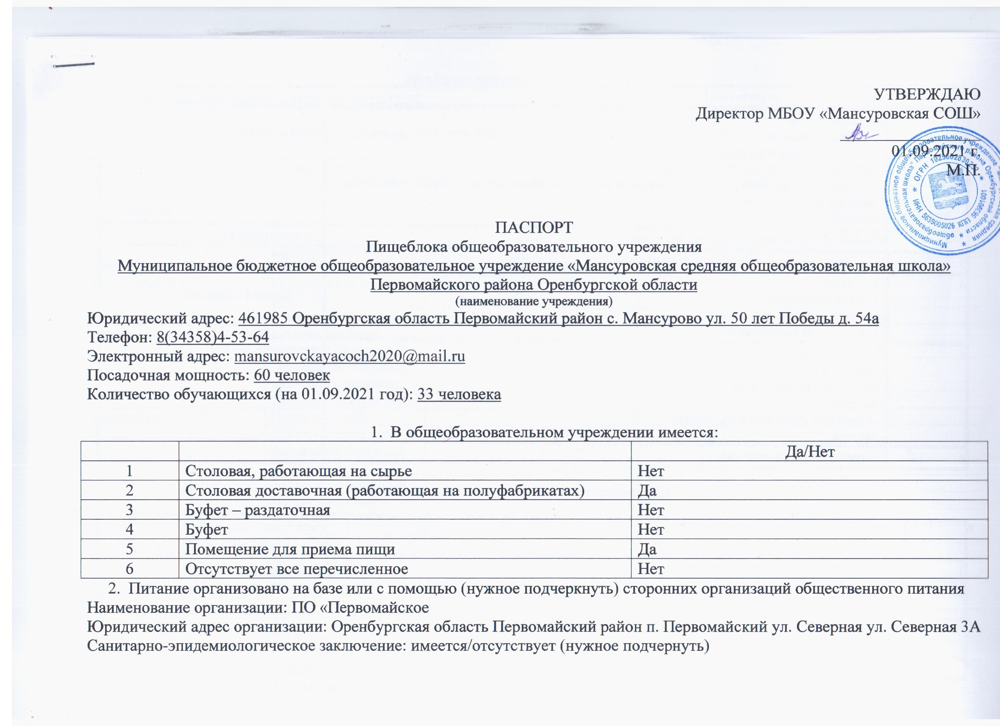 УТВЕРЖДАЮ
Директор МБОУ «Мансуровская СОШ»
01.09.2021 г.
М.П.
Муниципальное бюджетное общеобразовательное учреждение
общеобразовательная школа" Первомайского района Оренбургской области *
* ОГРН
ИНН 5639005026 КПП 563901001
ПАСПОРТ
Пищеблока общеобразовательного учреждения
Муниципальное бюджетное общеобразовательное учреждение «Мансуровская средняя общеобразовательная школа»
Первомайского района Оренбургской области
(наименование учреждения)
Юридический адрес: 461985 Оренбургская область Первомайский район с. Мансурово ул. 50 лет Победы д. 54а
Телефон: 8(34358)4-53-64
Электронный адрес: mansurovckayacoch2020@mail.ru
Посадочная мощность: 60 человек
Количество обучающихся (на 01.09.2021 год): 33 человека
1. В общеобразовательном учреждении имеется:
Да/Нет
1 Столовая, работающая на сырье Нет
2 Столовая доставочная (работающая на полуфабрикатах) Да
3 Буфет – раздаточная Нет
4 Буфет Нет
5 Помещение для приема пищи Да
6 Отсутствует все перечисленное Нет
2. Питание организовано на базе или с помощью (нужное подчеркнуть) сторонних организаций общественного питания
Наименование организации: ПО «Первомайское
Юридический адрес организации: Оренбургская область Первомайский район п. Первомайский ул. Северная ул. Северная 3А
Санитарно-эпидемиологическое заключение: имеется/отсутствует (нужное подчернуть)